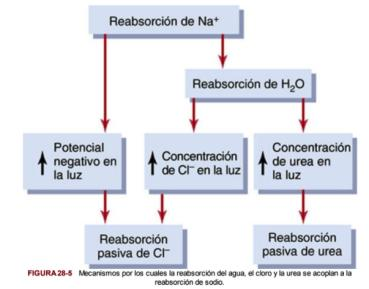 Reabsorción de Na⁺
Reabsorción de H₂O
Potencial
negativo en
la luz
Concentración
de Cl⁻ en la luz
Concentración
de urea en
la luz
Reabsorción
pasiva de Cl⁻
Reabsorción
pasiva de urea
FIGURA 28-5 Mecanismos por los cuales la reabsorción del agua, el cloro y la urea se acoplan a la
reabsorción de sodio.